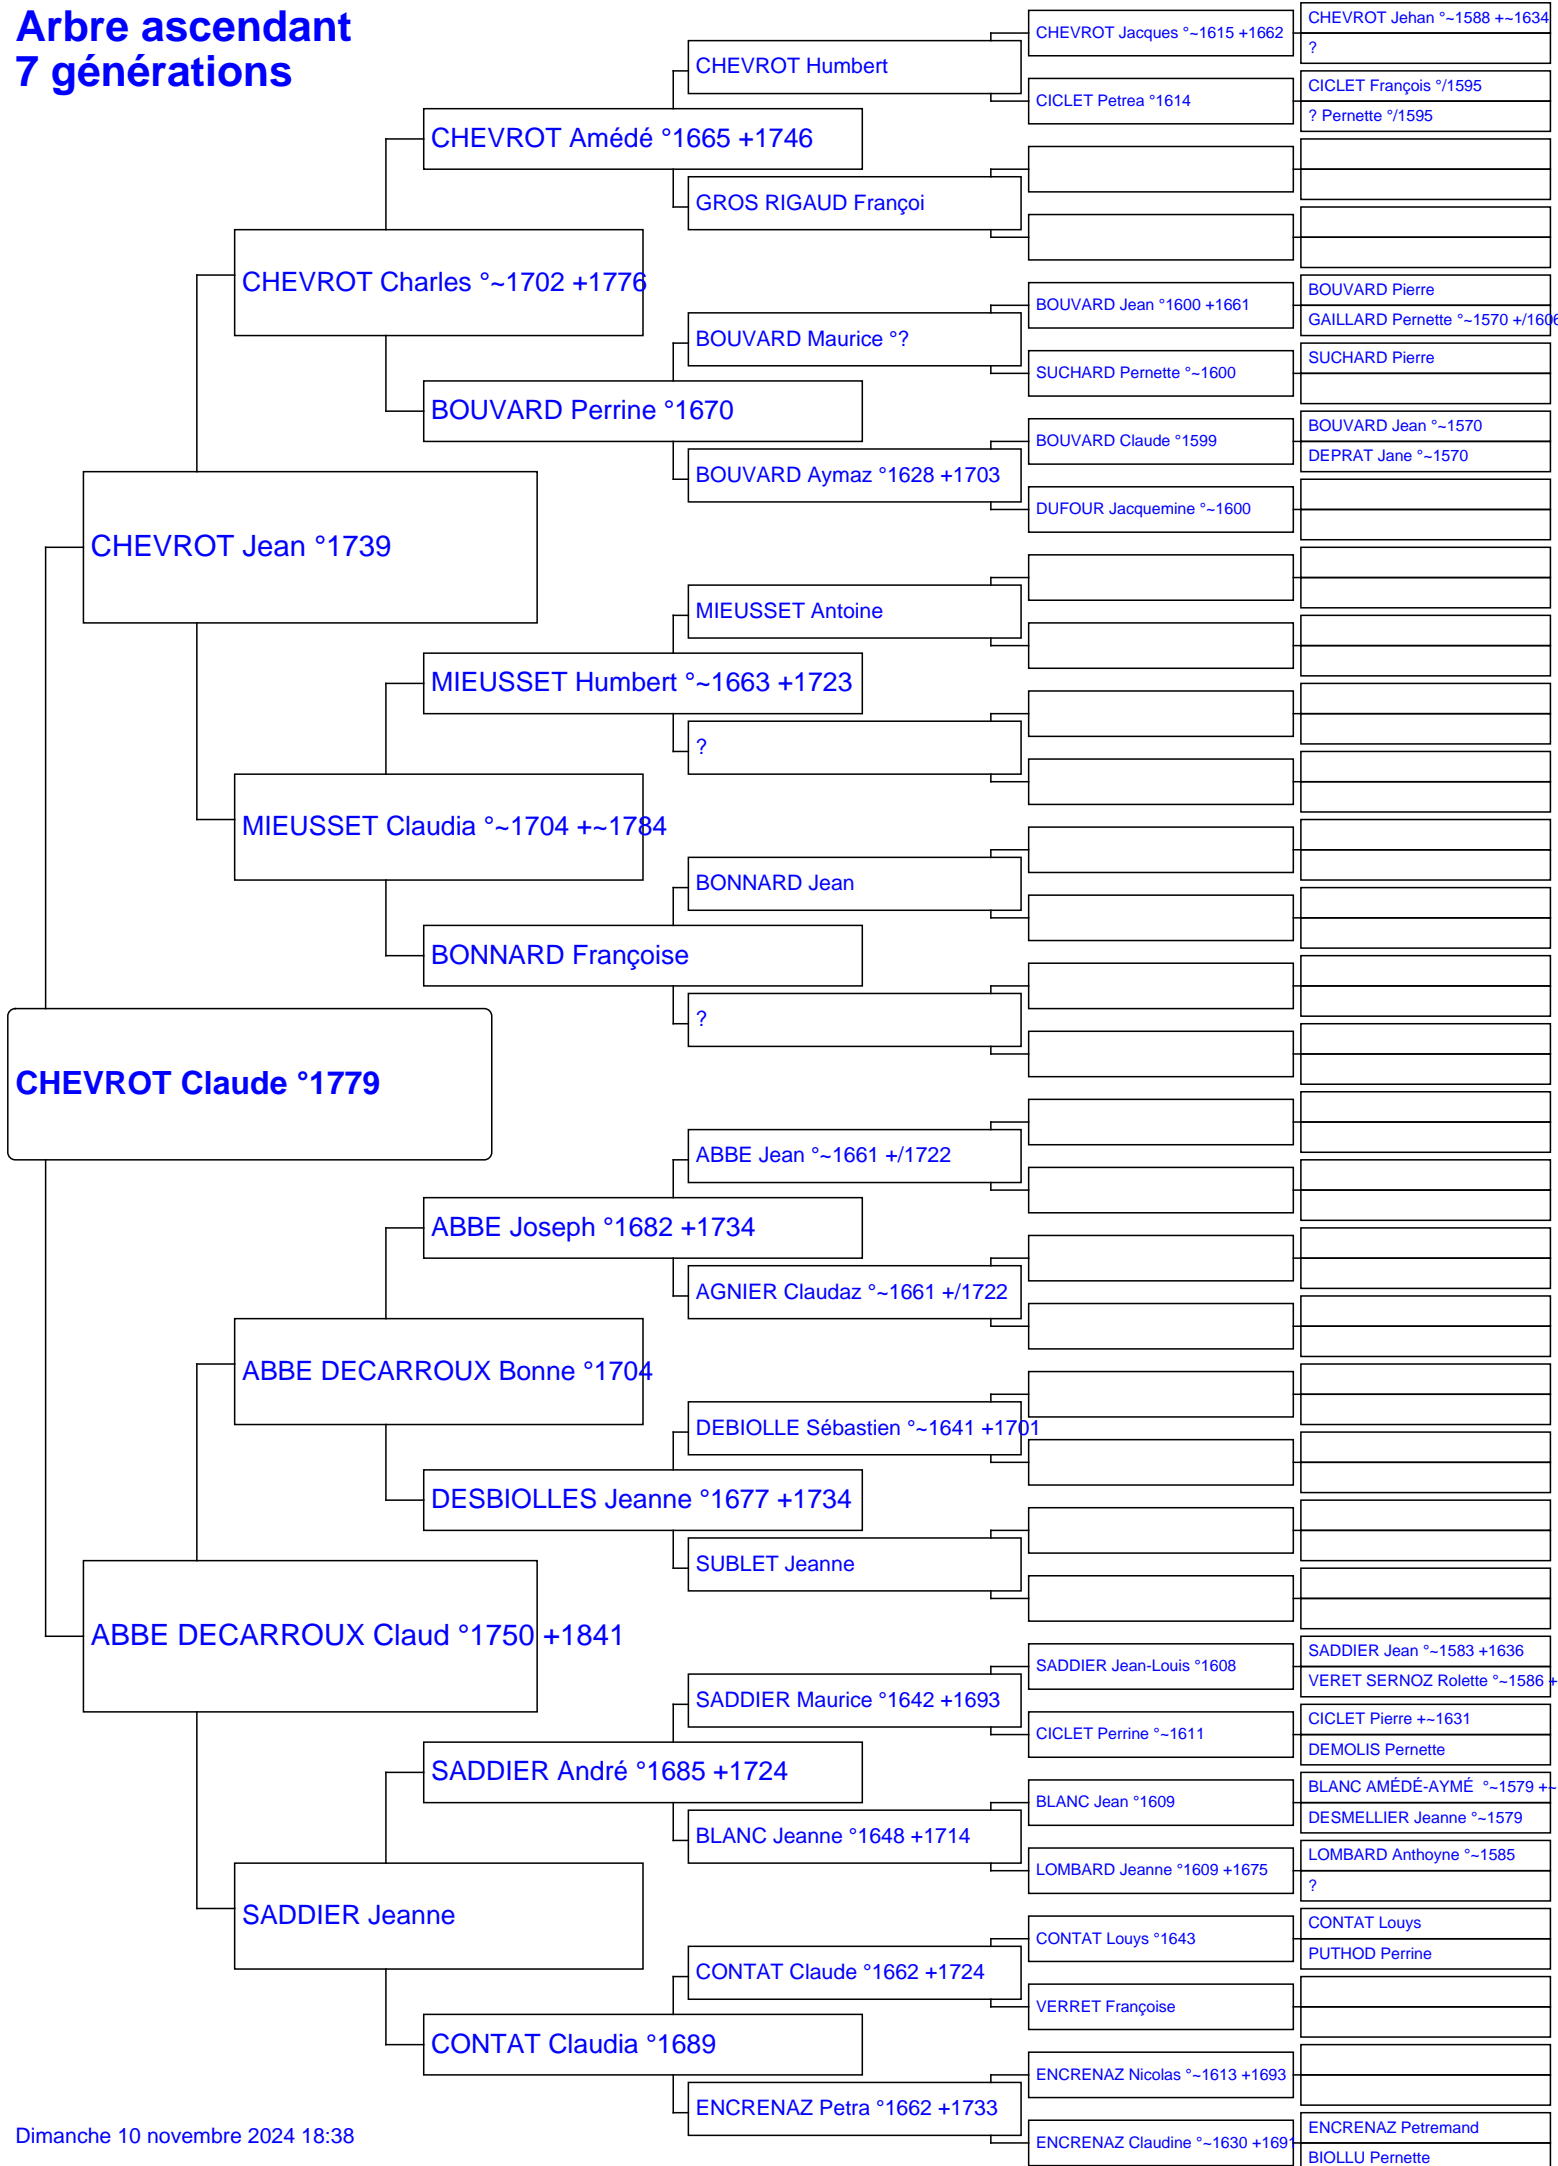 Arbre ascendant
7 générations
CHEVROT Jehan °~1588 +~1634
CHEVROT Jacques °~1615 +1662
?
CHEVROT Humbert
CICLET François °/1595
CICLET Petrea °1614
? Pernette °/1595
CHEVROT Amédé °1665 +1746
GROS RIGAUD Françoi
CHEVROT Charles °~1702 +1776
BOUVARD Pierre
BOUVARD Jean °1600 +1661
GAILLARD Pernette °~1570 +/1606
BOUVARD Maurice °?
SUCHARD Pierre
SUCHARD Pernette °~1600
BOUVARD Perrine °1670
BOUVARD Jean °~1570
BOUVARD Claude °1599
DEPRAT Jane °~1570
BOUVARD Aymaz °1628 +1703
DUFOUR Jacquemine °~1600
CHEVROT Jean °1739
MIEUSSET Antoine
MIEUSSET Humbert °~1663 +1723
?
MIEUSSET Claudia °~1704 +~1784
BONNARD Jean
BONNARD Françoise
?
CHEVROT Claude °1779
ABBE Jean °~1661 +/1722
ABBE Joseph °1682 +1734
AGNIER Claudaz °~1661 +/1722
ABBE DECARROUX Bonne °1704
DEBIOLLE Sébastien °~1641 +1701
DESBIOLLES Jeanne °1677 +1734
SUBLET Jeanne
ABBE DECARROUX Claud °1750 +1841
SADDIER Jean °~1583 +1636
SADDIER Jean-Louis °1608
VERET SERNOZ Rolette °~1586 +
SADDIER Maurice °1642 +1693
CICLET Pierre +~1631
CICLET Perrine °~1611
DEMOLIS Pernette
SADDIER André °1685 +1724
BLANC AMÉDÉ-AYMÉ °~1579 +~
BLANC Jean °1609
DESMELLIER Jeanne °~1579
BLANC Jeanne °1648 +1714
LOMBARD Anthoyne °~1585
LOMBARD Jeanne °1609 +1675
?
SADDIER Jeanne
CONTAT Louys
CONTAT Louys °1643
PUTHOD Perrine
CONTAT Claude °1662 +1724
VERRET Françoise
CONTAT Claudia °1689
ENCRENAZ Nicolas °~1613 +1693
ENCRENAZ Petra °1662 +1733
ENCRENAZ Petremand
ENCRENAZ Claudine °~1630 +1691
BIOLLU Pernette
Dimanche 10 novembre 2024 18:38